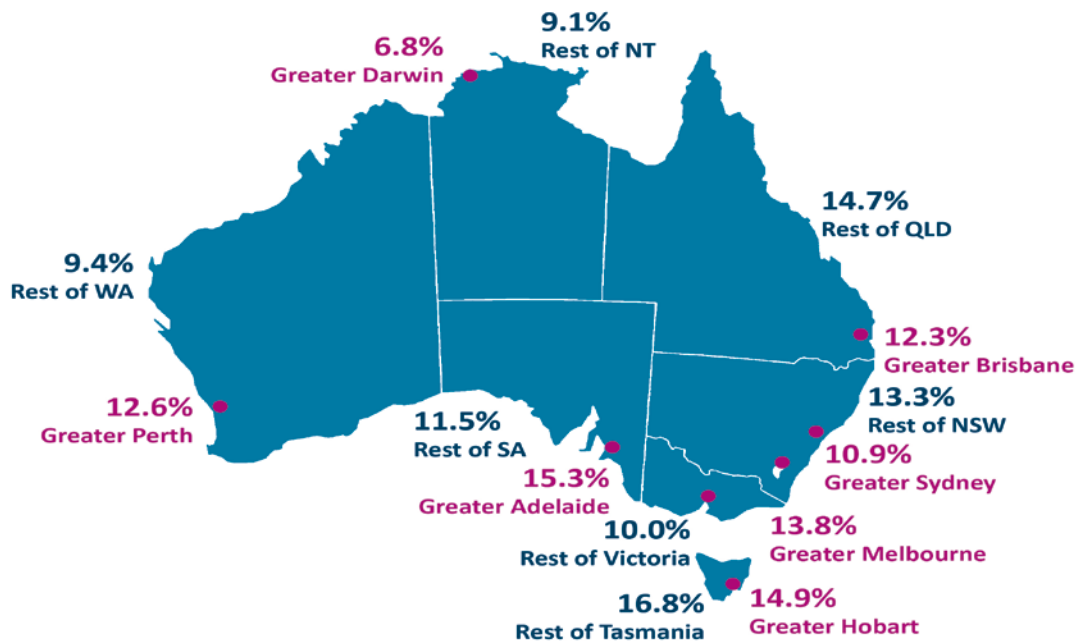 9.1%
Rest of NT
6.8%
Greater Darwin
14.7%
Rest of QLD
9.4%
Rest of WA
12.3%
Greater Brisbane
12.6%
Greater Perth
13.3%
Rest of NSW
11.5%
Rest of SA
10.9%
Greater Sydney
15.3%
Greater Adelaide
13.8%
Greater Melbourne
10.0%
Rest of Victoria
16.8%
Rest of Tasmania
14.9%
Greater Hobart